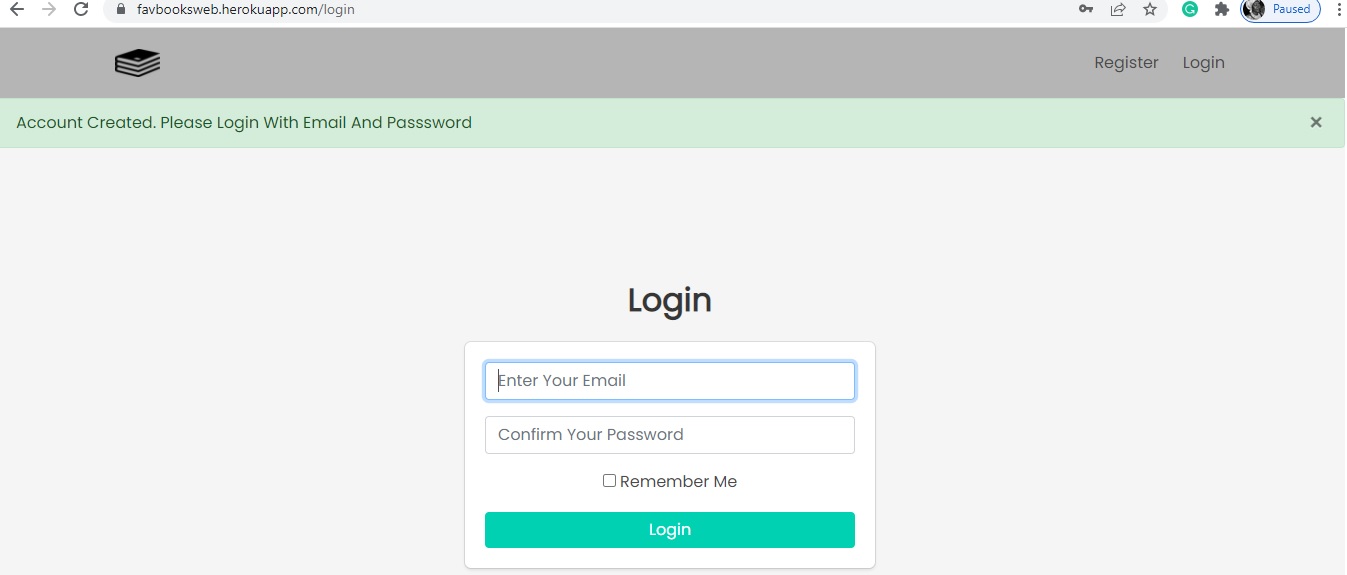 favbooksweb.herokuapp.com/login
Paused
Register Login
Account Created. Please Login With Email And Passsword
×
Login
Enter Your Email
Confirm Your Password
Remember Me
Login